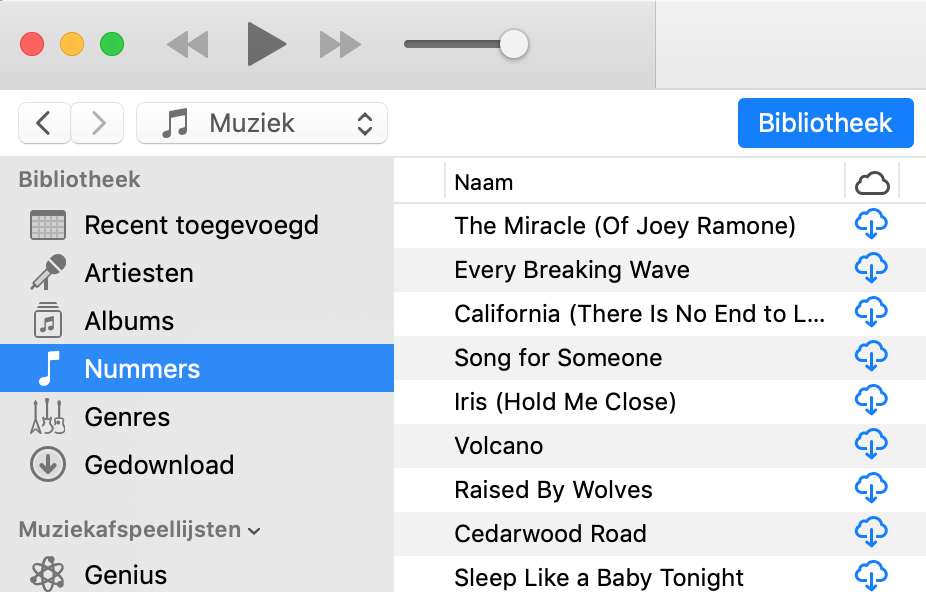 Muziek
Bibliotheek
Bibliotheek
Recent toegevoegd
Artiesten
Albums
Nummers
Genres
Gedownload
Muziekafspeellijsten
Genius
Naam
The Miracle (Of Joey Ramone)
Every Breaking Wave
California (There Is No End to L...
Song for Someone
Iris (Hold Me Close)
Volcano
Raised By Wolves
Cedarwood Road
Sleep Like a Baby Tonight